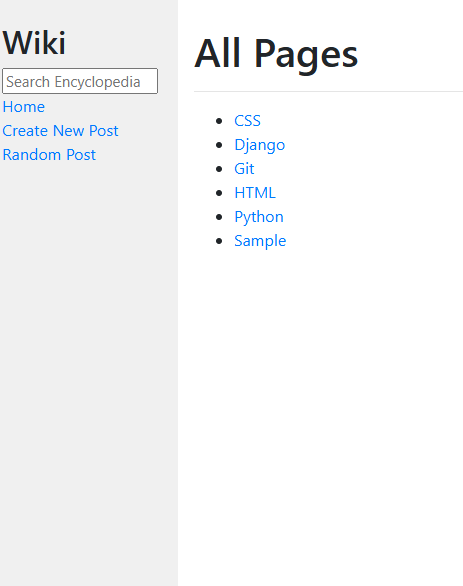 Wiki
Search Encyclopedia
Home
Create New Post
Random Post
All Pages
CSS
Django
Git
HTML
Python
Sample